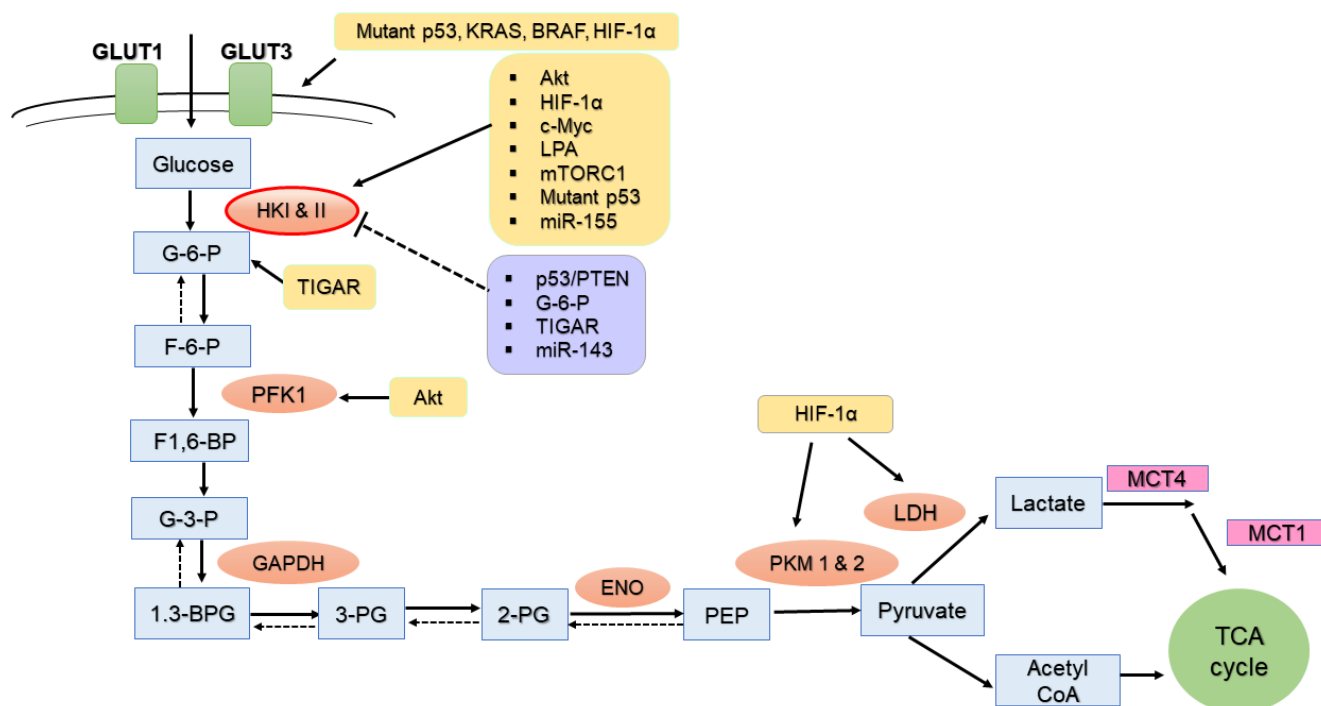 Mutant p53, KRAS, BRAF, HIF-1α
GLUT1
GLUT3
▪ Akt
▪ HIF-1α
▪ c-Myc
▪ LPA
▪ mTORC1
▪ Mutant p53
▪ miR-155
Glucose
HKI & II
G-6-P
TIGAR
▪ p53/PTEN
▪ G-6-P
▪ TIGAR
▪ miR-143
F-6-P
PFK1
Akt
F1,6-BP
HIF-1α
G-3-P
LDH
Lactate
MCT4
MCT1
GAPDH
PKM 1 & 2
ENO
1.3-BPG
3-PG
2-PG
PEP
Pyruvate
TCA
cycle
Acetyl
CoA